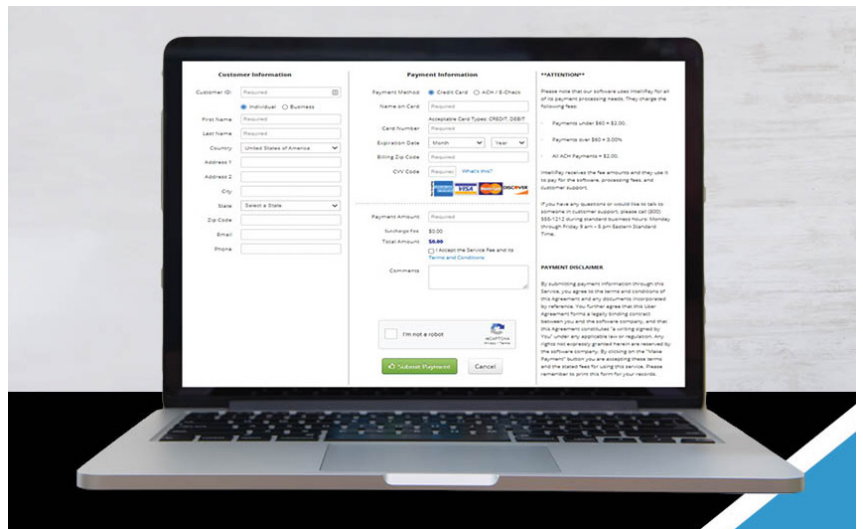 Customer Information
Customer ID: Required
Individual Business
First Name Required
Last Name Required
Country United States of America
Address 1
Address 2
City
State Select a State
Zip Code
Email
Phone
Payment Information
Payment Method Credit Card ACH / E-Check
Name on Card Required
Acceptable Card Types: CREDIT, DEBIT
Card Number Required
Expiration Date Month Year
Billing Zip Code Required
CVV Code Required What's this?
VISA MasterCard DISCOVER
Payment Amount Required
Surcharge Fee $0.00
Total Amount $0.00
I Accept the Service Fee and to
Terms and Conditions
Comments
I'm not a robot
reCAPTCHA
Privacy - Terms
Submit Payment Cancel
**ATTENTION**
Please note that our software uses IntelliPay for all
of its payment processing needs. They charge the
following fees:
· Payments under $60 = $2.00.
· Payments over $60 = 3.00%
· All ACH Payments = $2.00.
IntelliPay receives the fee amounts and they use it
to pay for the software, processing fees, and
customer support.
If you have any questions or would like to talk to
someone in customer support, please call (800)
555-1212 during standard business hours: Monday
through Friday 9 am - 5 pm Eastern Standard
Time.
PAYMENT DISCLAIMER
By submitting payment information through this
Service, you agree to the terms and conditions of
this Agreement and any documents incorporated
by reference. You further agree that this User
Agreement forms a legally binding contract
between you and the software company, and that
this Agreement constitutes "a writing signed by
You" under any applicable law or regulation. Any
rights not expressly granted herein are reserved by
the software company. By clicking on the "Make
Payment" button you are accepting these terms
and the stated fees for using this service. Please
remember to print this form for your records.